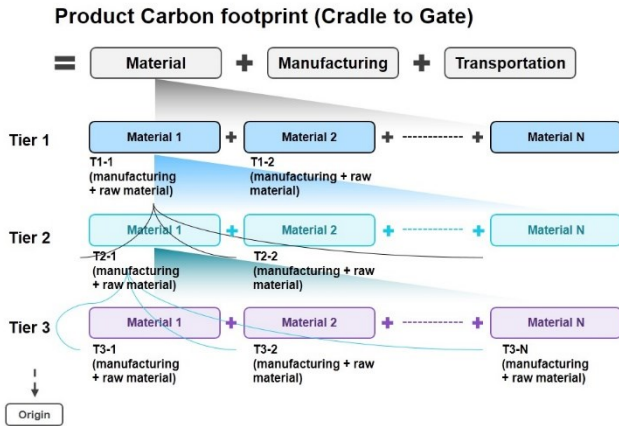 Product Carbon footprint (Cradle to Gate)
= Material + Manufacturing + Transportation
Tier 1
Material 1 + Material 2 + ---------- + Material N
T1-1
(manufacturing
+ raw material)
T1-2
(manufacturing + raw
material)
Tier 2
Material 1 + Material 2 + ---------- + Material N
T2-1
(manufacturing
+ raw material)
T2-2
(manufacturing + raw
material)
Tier 3
Material 1 + Material 2 + ---------- + Material N
T3-1
(manufacturing
+ raw material)
T3-2
(manufacturing + raw
material)
T3-N
(manufacturing
+ raw material)
Origin